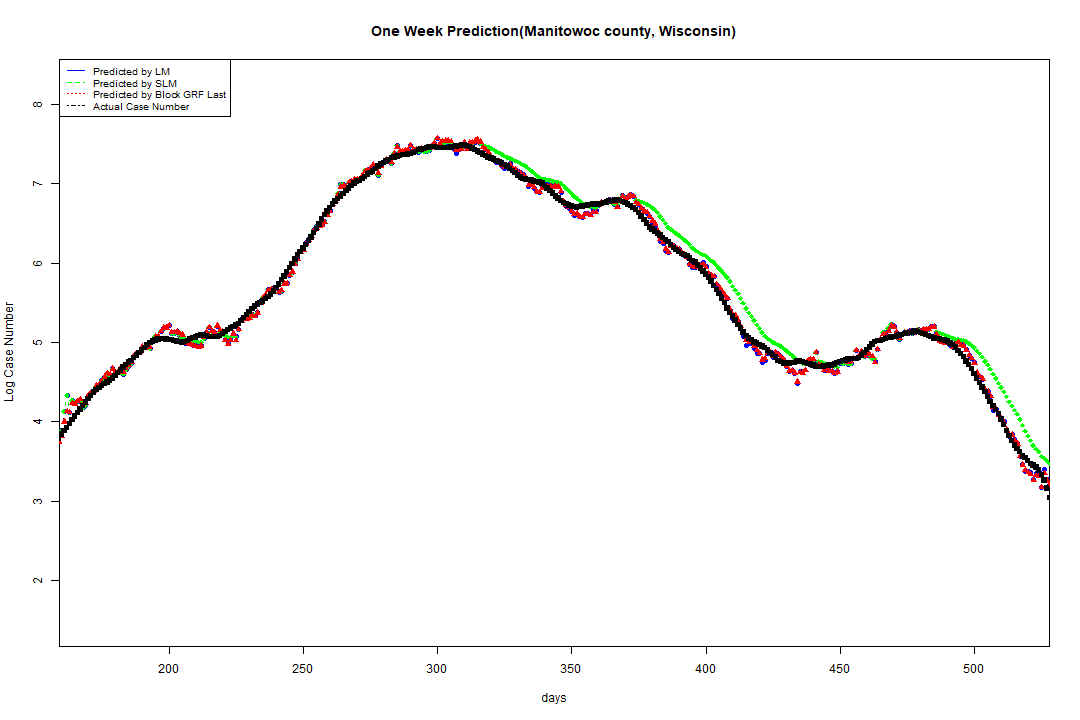 One Week Prediction(Manitowoc county, Wisconsin)
Predicted by LM
Predicted by SLM
Predicted by Block GRF Last
Actual Case Number
8
7
6
5
4
3
2
Log Case Number
200 250 300 350 400 450 500
days